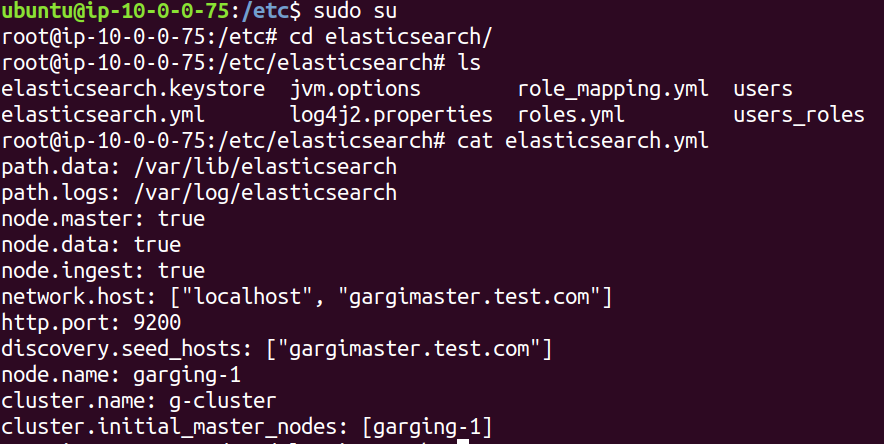 ubuntu@ip-10-0-0-75:/etc$ sudo su
root@ip-10-0-0-75:/etc# cd elasticsearch/
root@ip-10-0-0-75:/etc/elasticsearch# ls
elasticsearch.keystore  jvm.options        role_mapping.yml  users
elasticsearch.yml       log4j2.properties  roles.yml         users_roles
root@ip-10-0-0-75:/etc/elasticsearch# cat elasticsearch.yml
path.data: /var/lib/elasticsearch
path.logs: /var/log/elasticsearch
node.master: true
node.data: true
node.ingest: true
network.host: ["localhost", "gargimaster.test.com"]
http.port: 9200
discovery.seed_hosts: ["gargimaster.test.com"]
node.name: garging-1
cluster.name: g-cluster
cluster.initial_master_nodes: [garging-1]